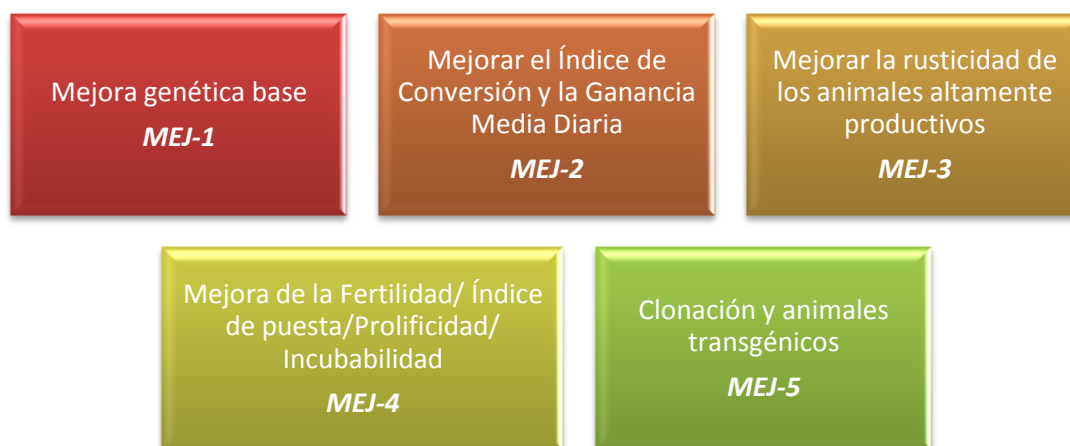 Mejora genética base
MEJ-1
Mejorar el Índice de
Conversión y la Ganancia
Media Diaria
MEJ-2
Mejorar la rusticidad de
los animales altamente
productivos
MEJ-3
Mejora de la Fertilidad/ Índice
de puesta/Prolificidad/
Incubabilidad
MEJ-4
Clonación y animales
transgénicos
MEJ-5